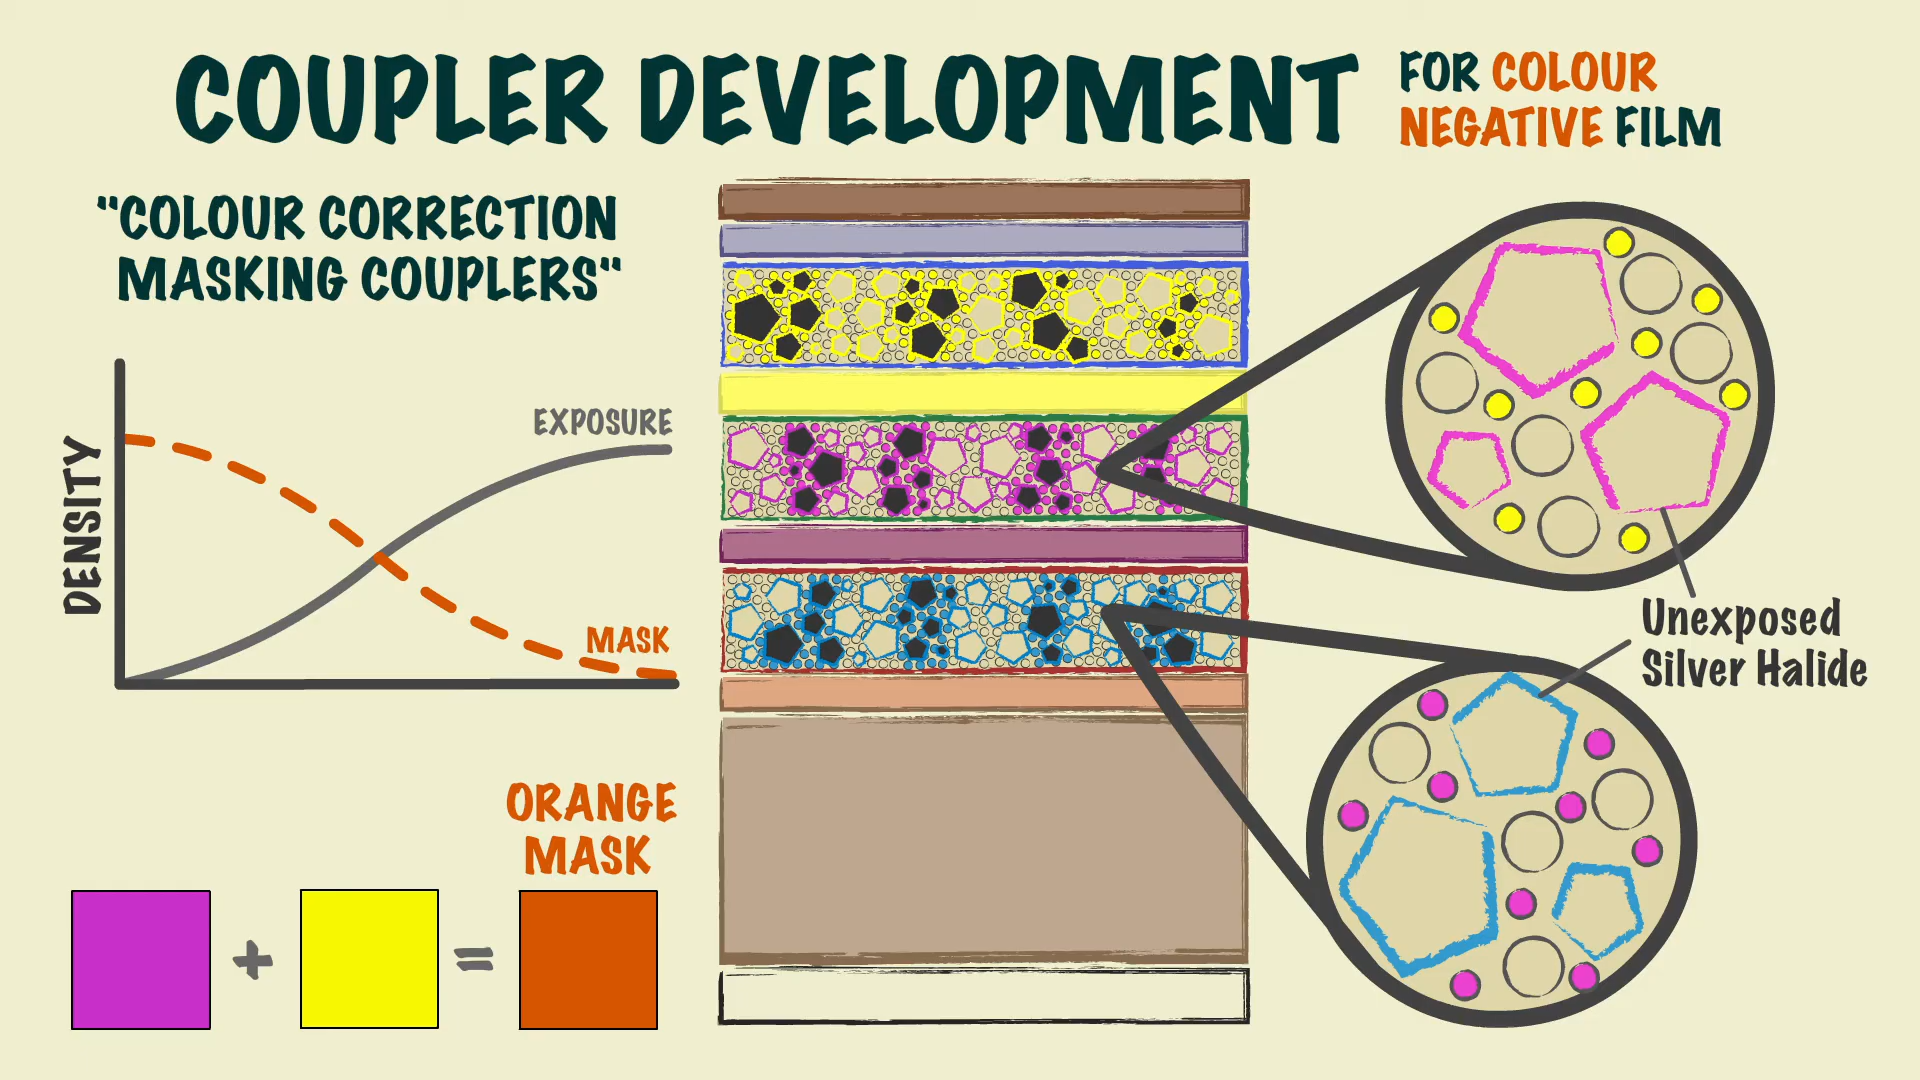 COUPLER DEVELOPMENT
FOR COLOUR
NEGATIVE FILM
"COLOUR CORRECTION
MASKING COUPLERS"
DENSITY
EXPOSURE
MASK
ORANGE
MASK
+
=
Unexposed
Silver Halide